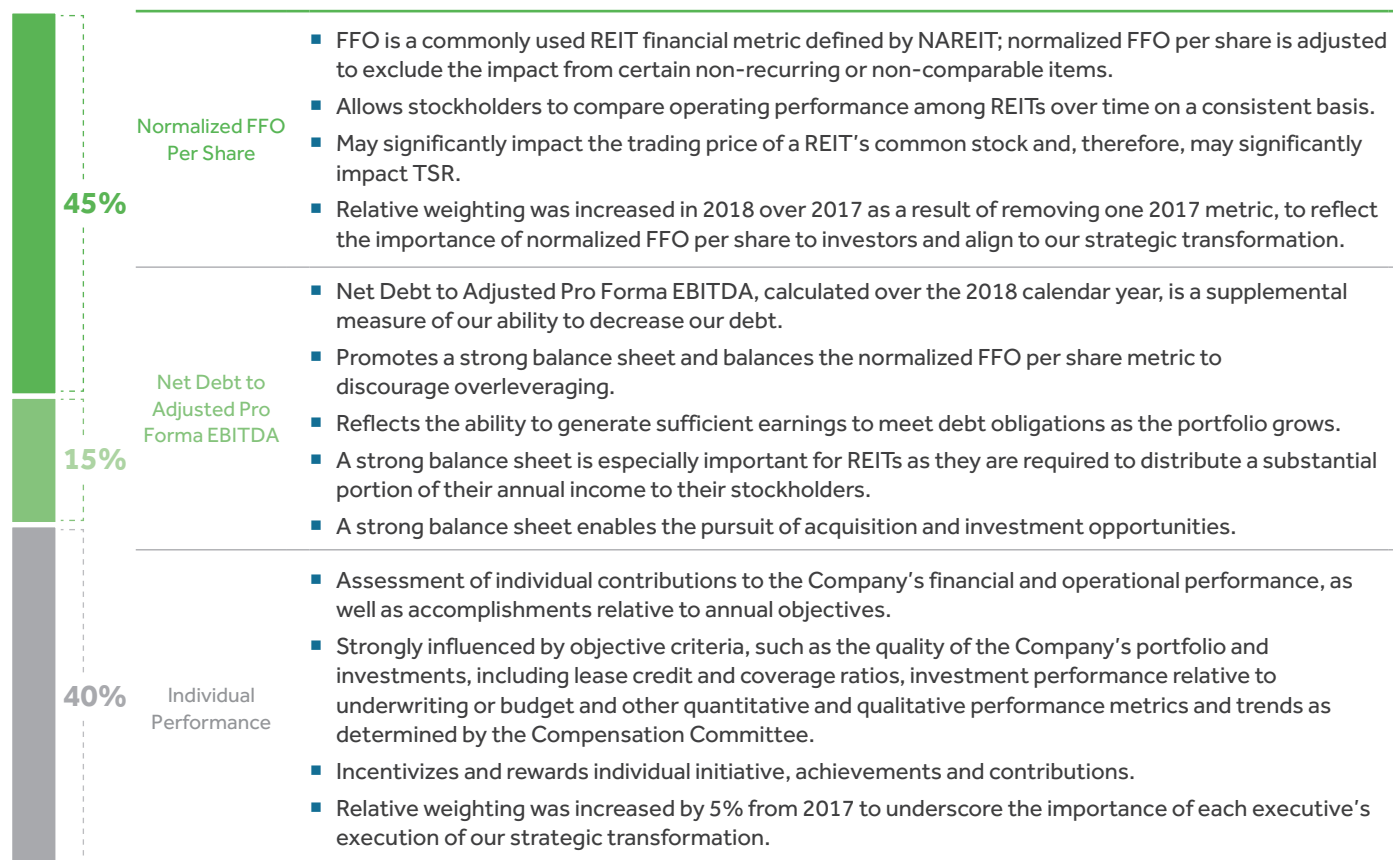 45%
Normalized FFO
Per Share
■ FFO is a commonly used REIT financial metric defined by NAREIT; normalized FFO per share is adjusted
to exclude the impact from certain non-recurring or non-comparable items.
■ Allows stockholders to compare operating performance among REITs over time on a consistent basis.
■ May significantly impact the trading price of a REIT's common stock and, therefore, may significantly
impact TSR.
■ Relative weighting was increased in 2018 over 2017 as a result of removing one 2017 metric, to reflect
the importance of normalized FFO per share to investors and align to our strategic transformation.
15%
Net Debt to
Adjusted Pro
Forma EBITDA
■ Net Debt to Adjusted Pro Forma EBITDA, calculated over the 2018 calendar year, is a supplemental
measure of our ability to decrease our debt.
■ Promotes a strong balance sheet and balances the normalized FFO per share metric to
discourage overleveraging.
■ Reflects the ability to generate sufficient earnings to meet debt obligations as the portfolio grows.
■ A strong balance sheet is especially important for REITs as they are required to distribute a substantial
portion of their annual income to their stockholders.
■ A strong balance sheet enables the pursuit of acquisition and investment opportunities.
40%
Individual
Performance
■ Assessment of individual contributions to the Company's financial and operational performance, as
well as accomplishments relative to annual objectives.
■ Strongly influenced by objective criteria, such as the quality of the Company's portfolio and
investments, including lease credit and coverage ratios, investment performance relative to
underwriting or budget and other quantitative and qualitative performance metrics and trends as
determined by the Compensation Committee.
■ Incentivizes and rewards individual initiative, achievements and contributions.
■ Relative weighting was increased by 5% from 2017 to underscore the importance of each executive's
execution of our strategic transformation.